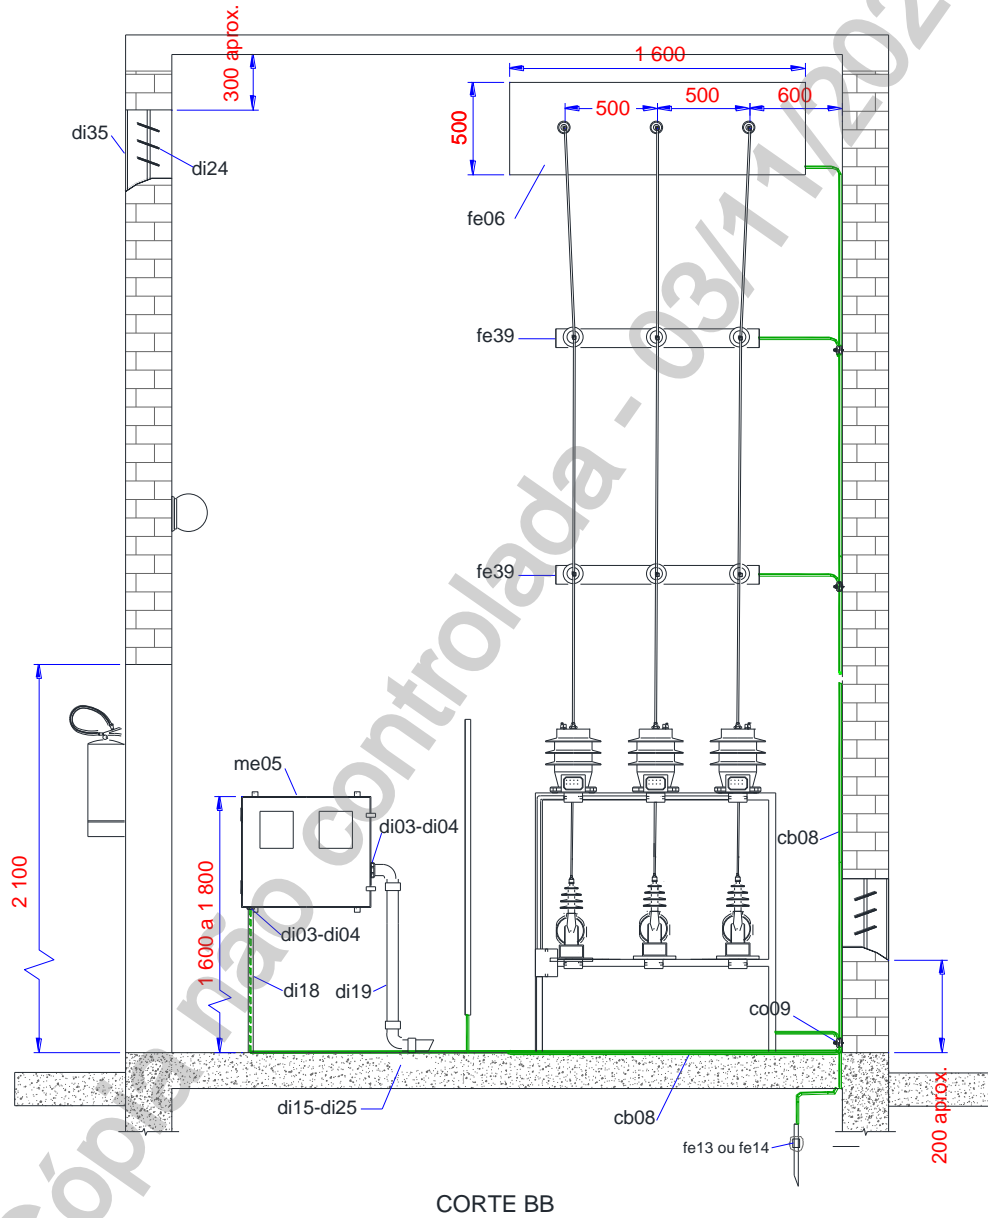 300 aprox.
1 600
500
500
600
500
di35
di24
fe06
fe39
fe39
me05
di03-di04
cb08
2 100
1 600 a 1 800
di03-di04
di18
di19
co09
di15-di25
cb08
fe13 ou fe14
200 aprox.
CORTE BB
Cópia não controlada - 03/11/202